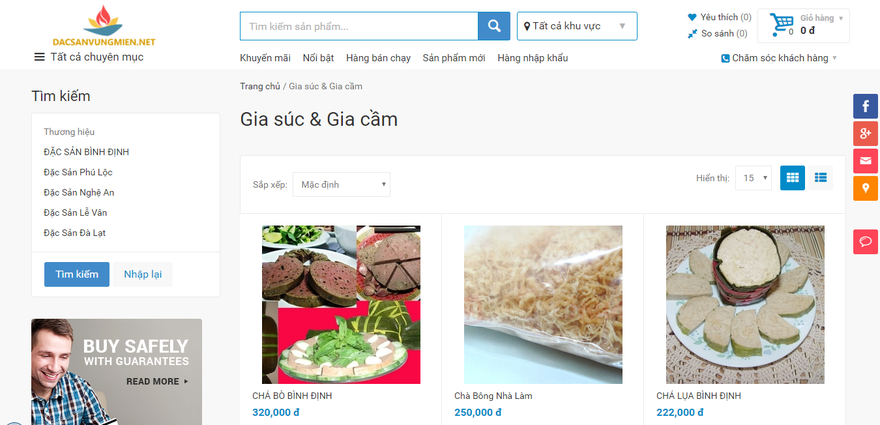 DACSANVUNGMIEN.NET
Tất cả chuyên mục
Tìm kiếm sản phẩm...
Tất cả khu vực
Yêu thích (0)
So sánh (0)
0
Giỏ hàng
0 đ
Khuyến mãi
Nổi bật
Hàng bán chạy
Sản phẩm mới
Hàng nhập khẩu
Chăm sóc khách hàng
Tìm kiếm
Thương hiệu
ĐẶC SẢN BÌNH ĐỊNH
Đặc Sản Phú Lộc
Đặc Sản Nghệ An
Đặc Sản Lễ Văn
Đặc Sản Đà Lạt
Tìm kiếm
Nhập lại
BUY SAFELY
WITH GUARANTEES
READ MORE
Trang chủ / Gia súc & Gia cầm
Gia súc & Gia cầm
Sắp xếp:
Mặc định
Hiển thị:
15
CHẢ BÒ BÌNH ĐỊNH
320,000 đ
Chà Bông Nhà Làm
250,000 đ
CHẢ LỤA BÌNH ĐỊNH
222,000 đ